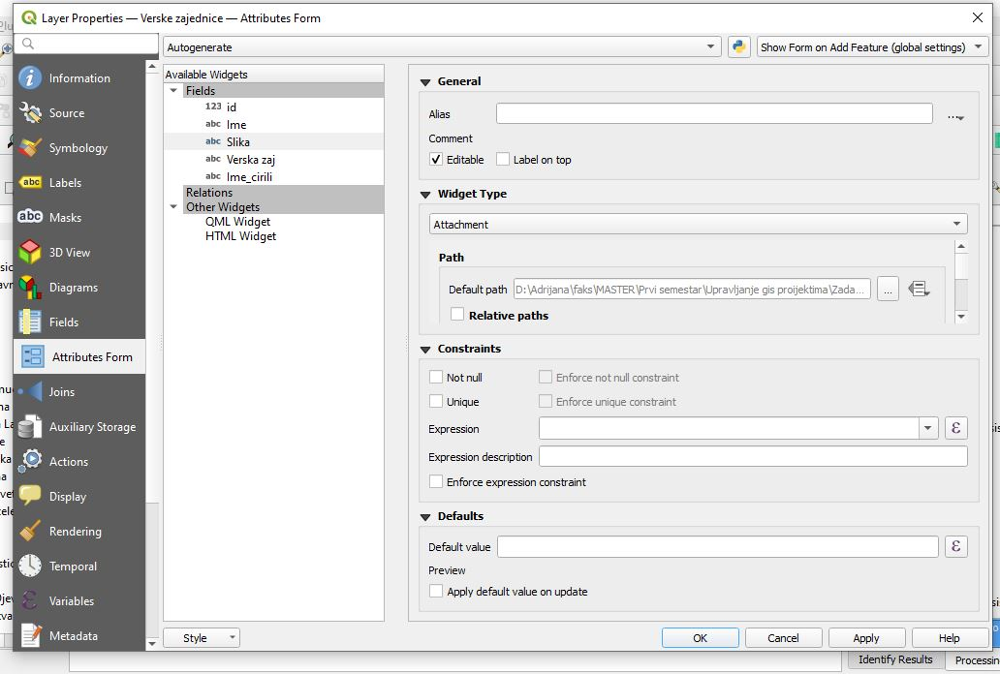 Layer Properties — Verske zajednice — Attributes Form
Autogenerate
Show Form on Add Feature (global settings)
Information
Source
Symbology
abc Labels
abc Masks
3D View
Diagrams
Fields
Attributes Form
Joins
Auxiliary Storage
Actions
Display
Rendering
Temporal
Variables
Metadata
Available Widgets
Fields
123 id
abc Ime
abc Slika
abc Verska zaj
abc Ime_cirili
Relations
Other Widgets
QML Widget
HTML Widget
General
Alias
...
Comment
Editable Label on top
Widget Type
Attachment
Path
Default path D:\Adrijana\faks\MASTER\Prvi semestar\Upravljanje gis proijektima\Zada... ...
Relative paths
Constraints
Not null Enforce not null constraint
Unique Enforce unique constraint
Expression ε
Expression description
Enforce expression constraint
Defaults
Default value ε
Preview
Apply default value on update
Style
OK Cancel Apply Help
Identify Results